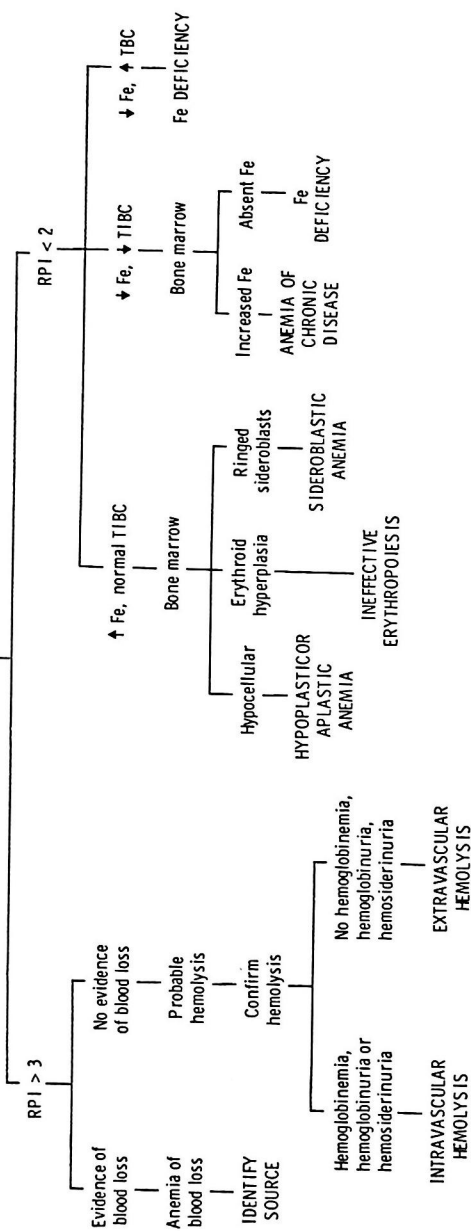 RPI > 3
Evidence of
blood loss
Anemia of
blood loss
IDENTIFY
SOURCE
No evidence
of blood loss
Probable
hemolysis
Confirm
hemolysis
Hemoglobinemia,
hemoglobinuria or
hemosiderinuria
INTRAVASCULAR
HEMOLYSIS
No hemoglobinemia,
hemoglobinuria,
hemosiderinuria
EXTRAVASCULAR
HEMOLYSIS
RPI < 2
↑ Fe, normal TIBC
Bone marrow
Hypocellular
HYPOPLASTICOR
APLASTIC
ANEMIA
Erythroid
hyperplasia
INEFFECTIVE
ERYTHROPOIESIS
Ringed
sideroblasts
SIDEROBLASTIC
ANEMIA
↓ Fe, ↓ TIBC
Bone marrow
Increased Fe
ANEMIA OF
CHRONIC
DISEASE
Absent Fe
Fe
DEFICIENCY
↓ Fe, ↑ TBC
Fe DEFICIENCY